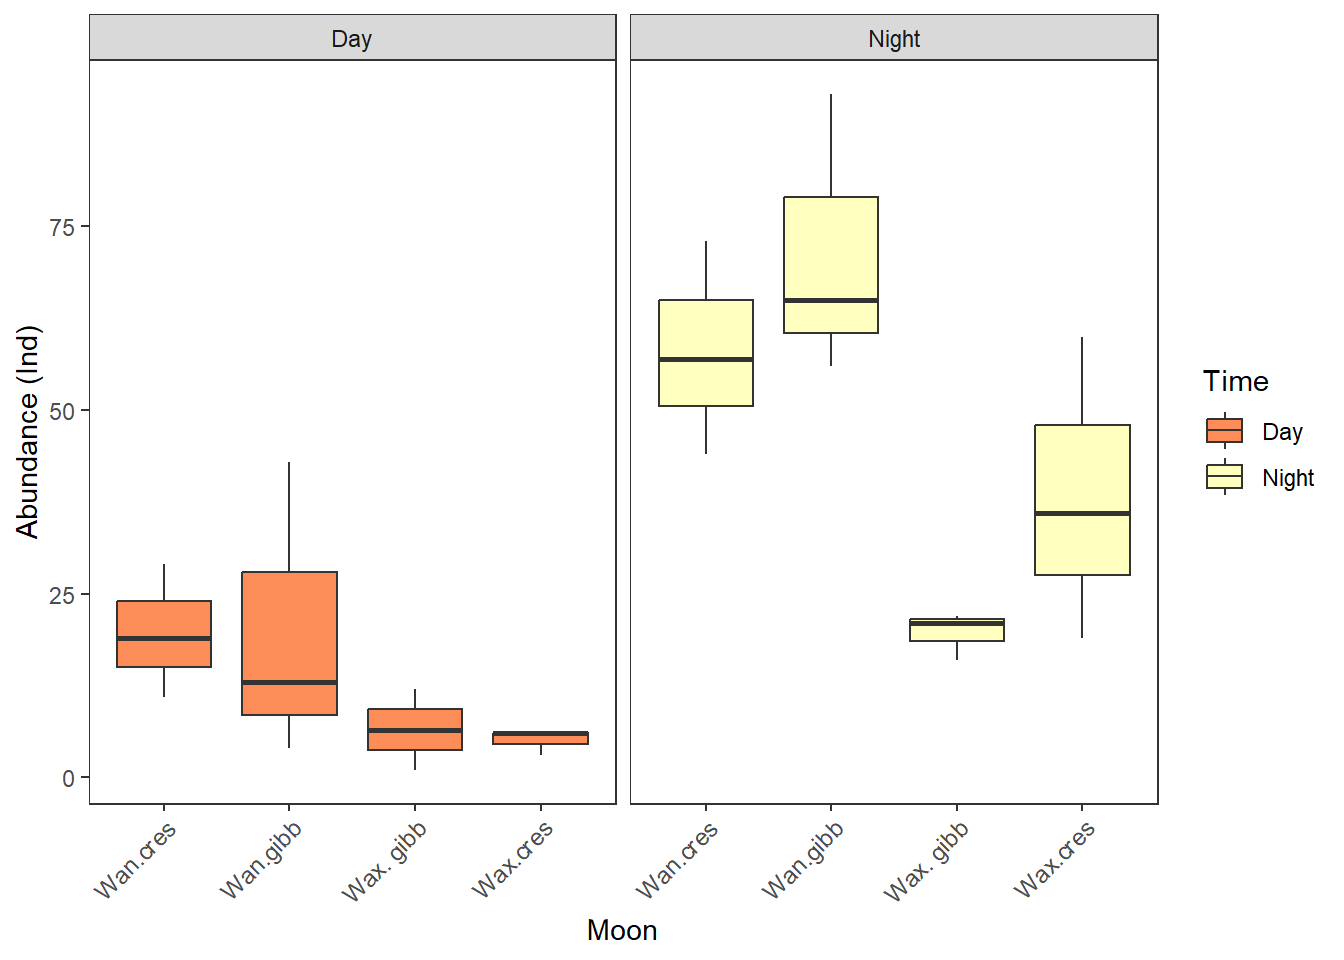 Day
Night
Abundance (Ind)
75
50
25
0
Wan.cres
Wan.gibb
Wax. gibb
Wax.cres
Wan.cres
Wan.gibb
Wax. gibb
Wax.cres
Moon
Time
Day
Night